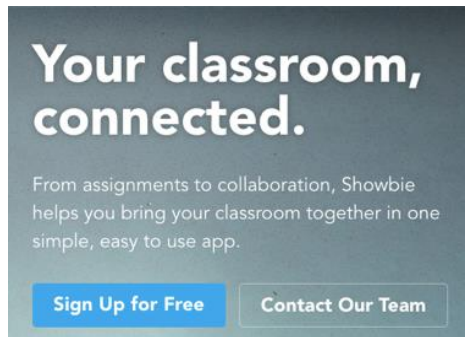 Your classroom,
connected.
From assignments to collaboration, Showbie
helps you bring your classroom together in one
simple, easy to use app.
Sign Up for Free
Contact Our Team